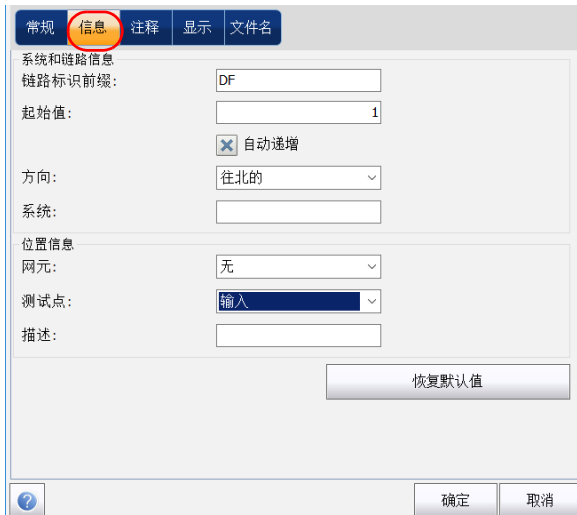 常规 信息 注释 显示 文件名
系统和链路信息
链路标识前缀: DF
起始值: 1
自动递增
方向: 往北的
系统:
位置信息
网元: 无
测试点: 输入
描述:
恢复默认值
? 确定 取消